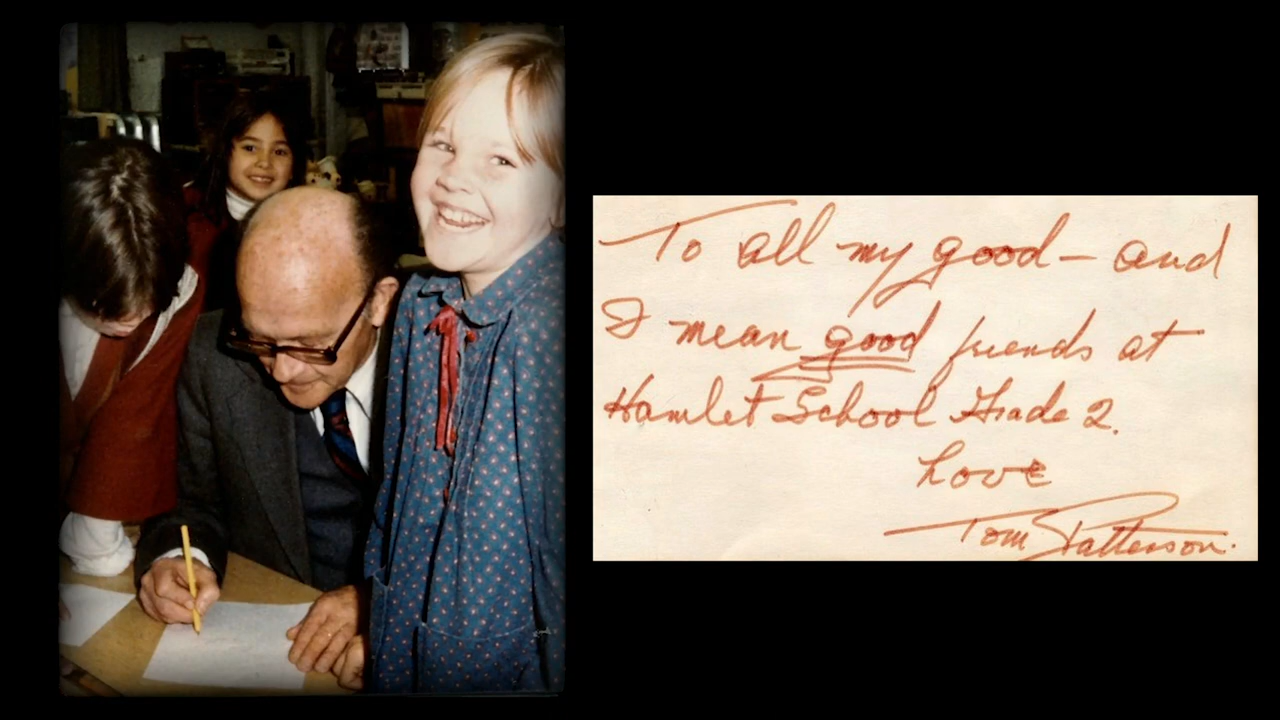 To all my good – and
I mean good friends at
Hamlet School Grade 2.
Love
Tom Patterson.